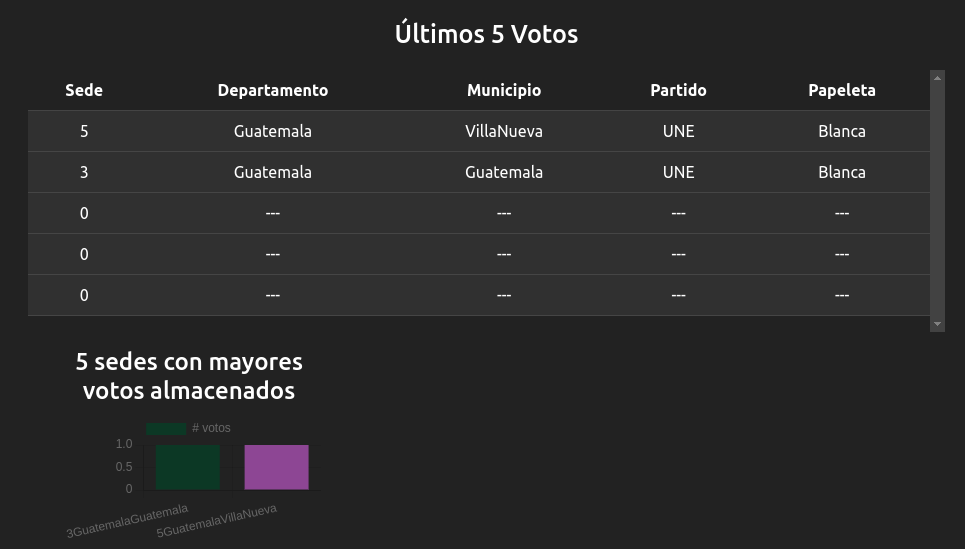 Últimos 5 Votos
Sede Departamento Municipio Partido Papeleta
5 Guatemala VillaNueva UNE Blanca
3 Guatemala Guatemala UNE Blanca
0 --- --- --- ---
0 --- --- --- ---
0 --- --- --- ---
5 sedes con mayores
votos almacenados
# votos
1.0
0.5
0
3GuatemalaGuatemala
5GuatemalaVillaNueva